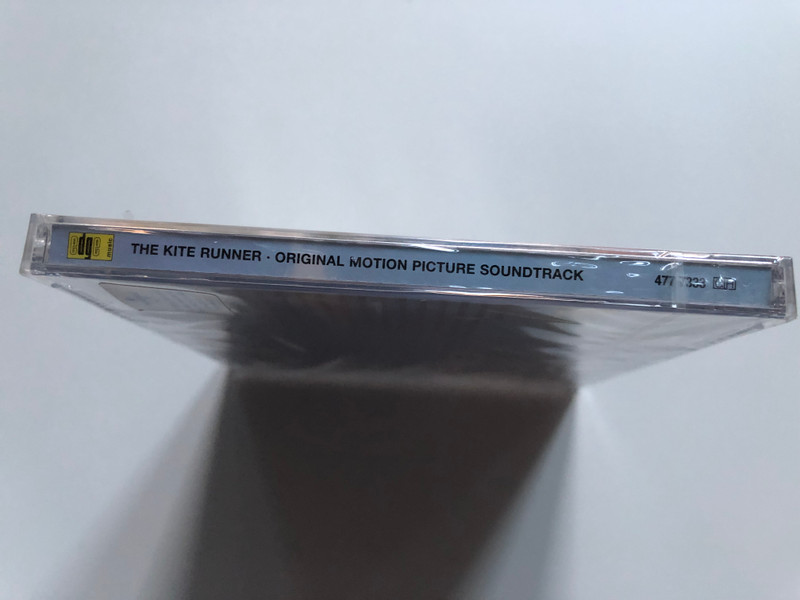 THE KITE RUNNER · ORIGINAL MOTION PICTURE SOUNDTRACK